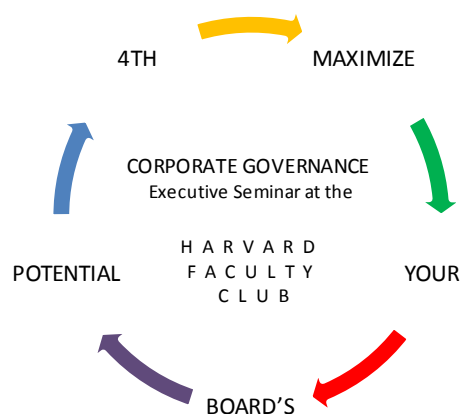 4TH MAXIMIZE
CORPORATE GOVERNANCE
Executive Seminar at the
H A R V A R D
F A C U L T Y
C L U B
POTENTIAL YOUR
BOARD'S